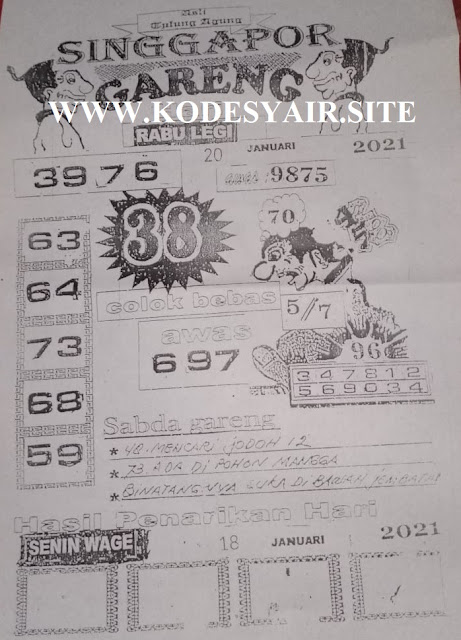 Asli
Tulung Agung
SINGGAPOR
GARENG
WWW.KODESYAIR.SITE
RABU LEGI
20 JANUARI 2021
3976
9875
63
38
70
64
colok bebas
5//7
73
awas
697
96
347812
569034
68
59
Sabda gareng
* 48 MENCARI JODOH 12
* 73 ADA DI POHON MANGGA
* BINATANGNYA SUKA DI BAWAH
Hasil Penarikan Hari
SENIN WAGE
18 JANUARI 2021